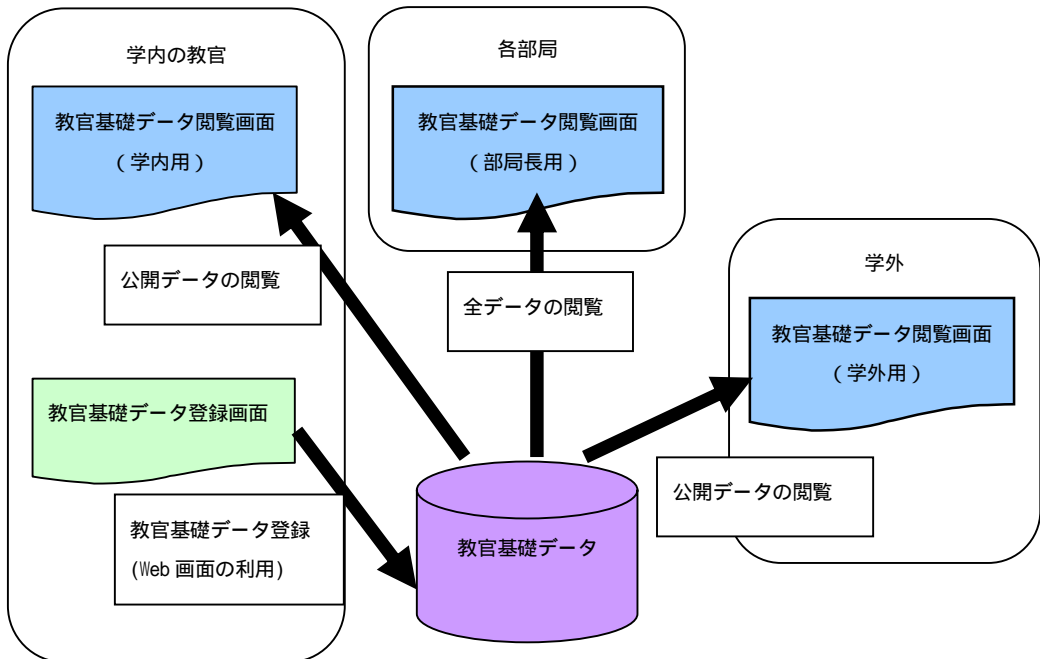 学内の教官
教官基礎データ閲覧画面
（学内用）
公開データの閲覧
教官基礎データ登録画面
教官基礎データ登録
(Web 画面の利用)
各部局
教官基礎データ閲覧画面
（部局長用）
全データの閲覧
教官基礎データ
学外
教官基礎データ閲覧画面
（学外用）
公開データの閲覧